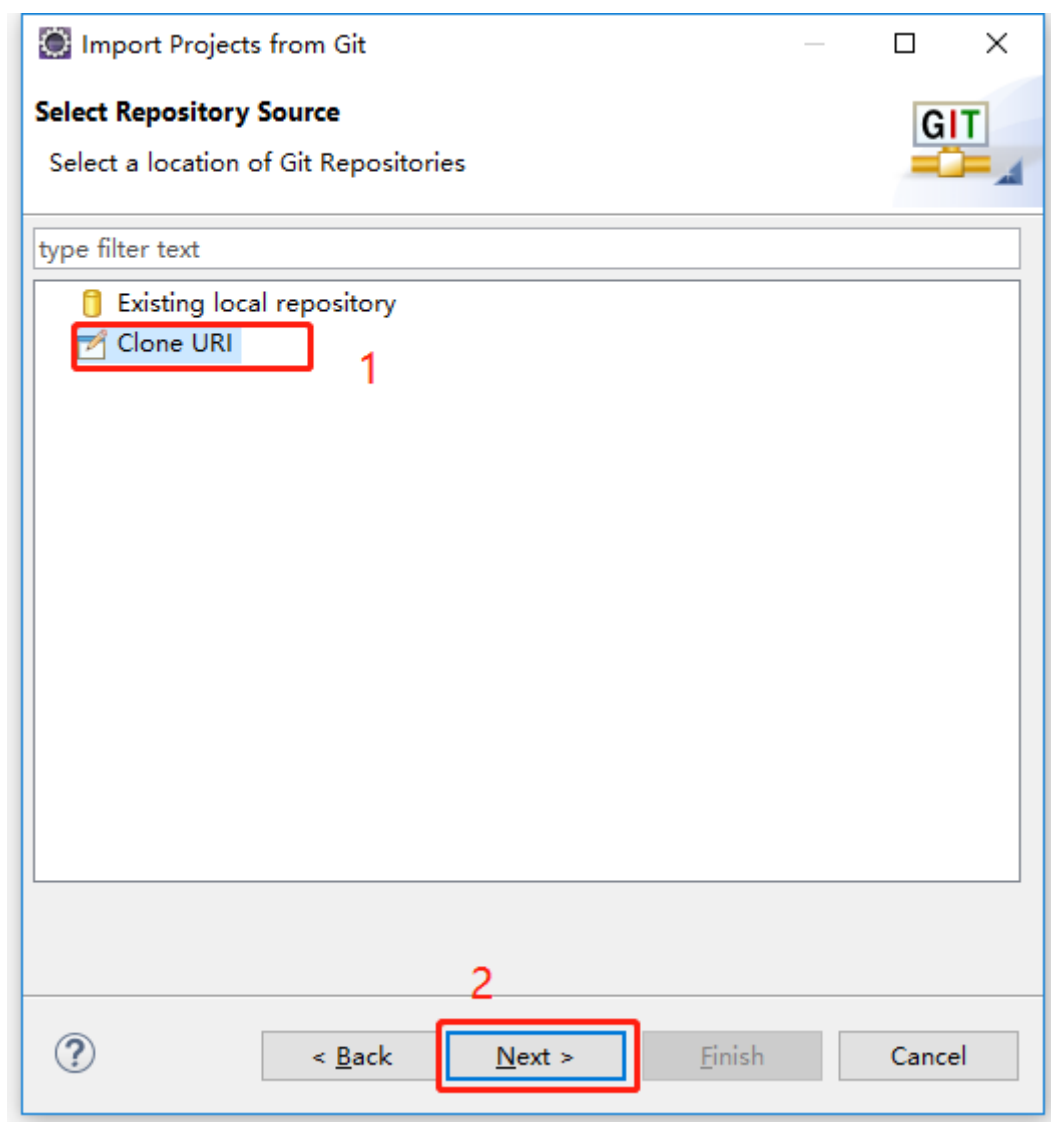 Import Projects from Git
Select Repository Source
Select a location of Git Repositories
GIT
type filter text
Existing local repository
Clone URI
1
2
?
< Back
Next >
Finish
Cancel